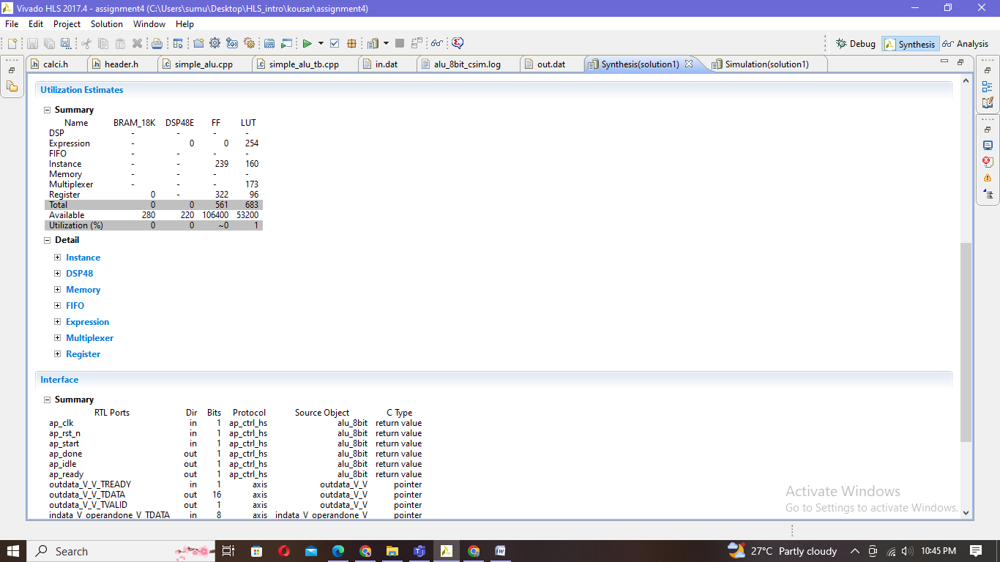 Vivado HLS 2017.4 - assignment4 (C:\Users\sumu\Desktop\HLS_intro\kousar\assignment4)
File Edit Project Solution Window Help
Debug Synthesis Analysis
calci.h header.h simple_alu.cpp simple_alu_tb.cpp in.dat alu_8bit_csim.log out.dat Synthesis(solution1) Simulation(solution1)
Utilization Estimates
Summary
Name BRAM_18K DSP48E FF LUT
DSP - - - -
Expression - 0 0 254
FIFO - - - -
Instance - - 239 160
Memory - - - -
Multiplexer - - - 173
Register 0 - 322 96
Total 0 0 561 683
Available 280 220 106400 53200
Utilization (%) 0 0 ~0 1
Detail
Instance
DSP48
Memory
FIFO
Expression
Multiplexer
Register
Interface
Summary
RTL Ports Dir Bits Protocol Source Object C Type
ap_clk in 1 ap_ctrl_hs alu_8bit return value
ap_rst_n in 1 ap_ctrl_hs alu_8bit return value
ap_start in 1 ap_ctrl_hs alu_8bit return value
ap_done out 1 ap_ctrl_hs alu_8bit return value
ap_idle out 1 ap_ctrl_hs alu_8bit return value
ap_ready out 1 ap_ctrl_hs alu_8bit return value
outdata_V_V_TREADY in 1 axis outdata_V_V pointer
outdata_V_V_TDATA out 16 axis outdata_V_V pointer
outdata_V_V_TVALID out 1 axis outdata_V_V pointer
indata_V_operandone_V_TDATA in 8 axis indata_V_operandone_V pointer
Activate Windows
Go to Settings to activate Windows.
Search
27°C Partly cloudy
10:45 PM